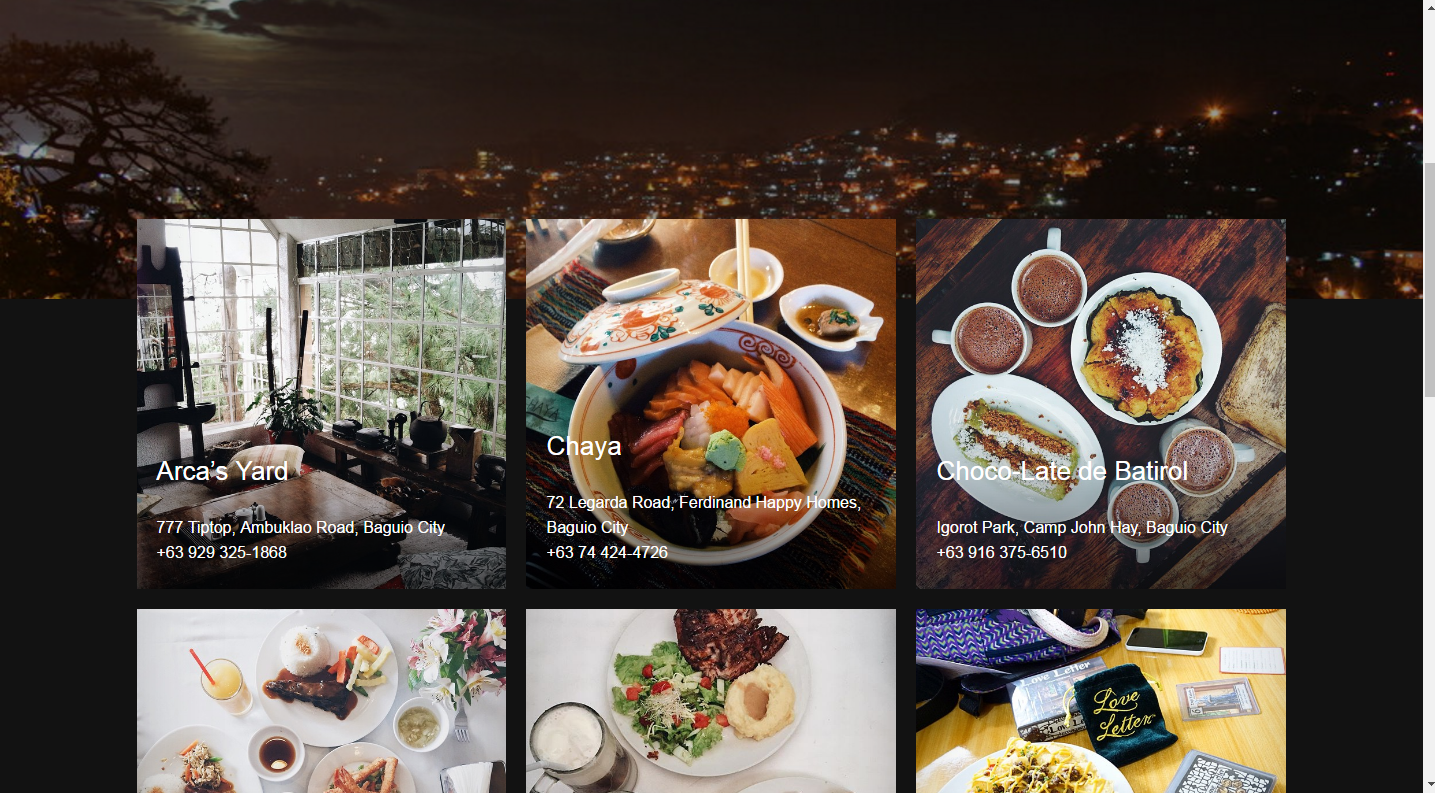 Arca's Yard
777 Tiptop, Ambuklao Road, Baguio City
+63 929 325-1868
Chaya
72 Legarda Road, Ferdinand Happy Homes,
Baguio City
+63 74 424-4726
Choco-Late de Batirol
Igorot Park, Camp John Hay, Baguio City
+63 916 375-6510
Love Letter
Love
Letter